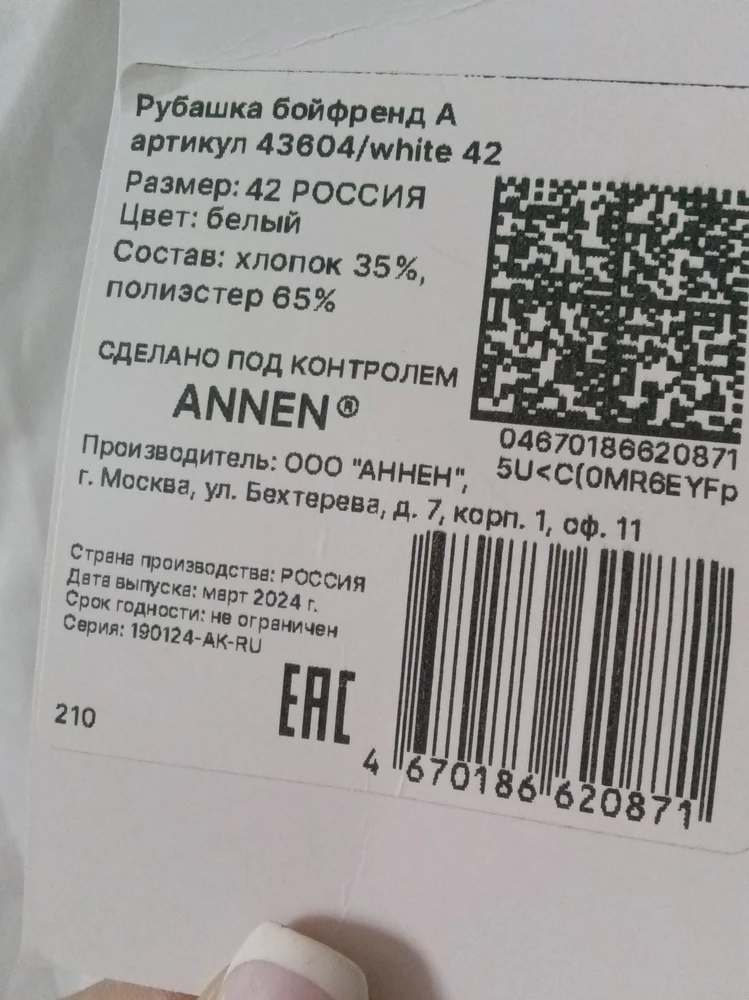 Рубашка бойфренд А
артикул 43604/white 42
Размер: 42 РОССИЯ
Цвет: белый
Состав: хлопок 35%,
полиэстер 65%
04670186620871
5U<C(0MR6EYFp
СДЕЛАНО ПОД КОНТРОЛЕМ
ANNEN®
Производитель: ООО "АННЕН",
г. Москва, ул. Бехтерева, д. 7, корп. 1, оф. 11
Страна производства: РОССИЯ
Дата выпуска: март 2024 г.
Срок годности: не ограничен
Серия: 190124-AK-RU
210
EAC
4 670186 620871